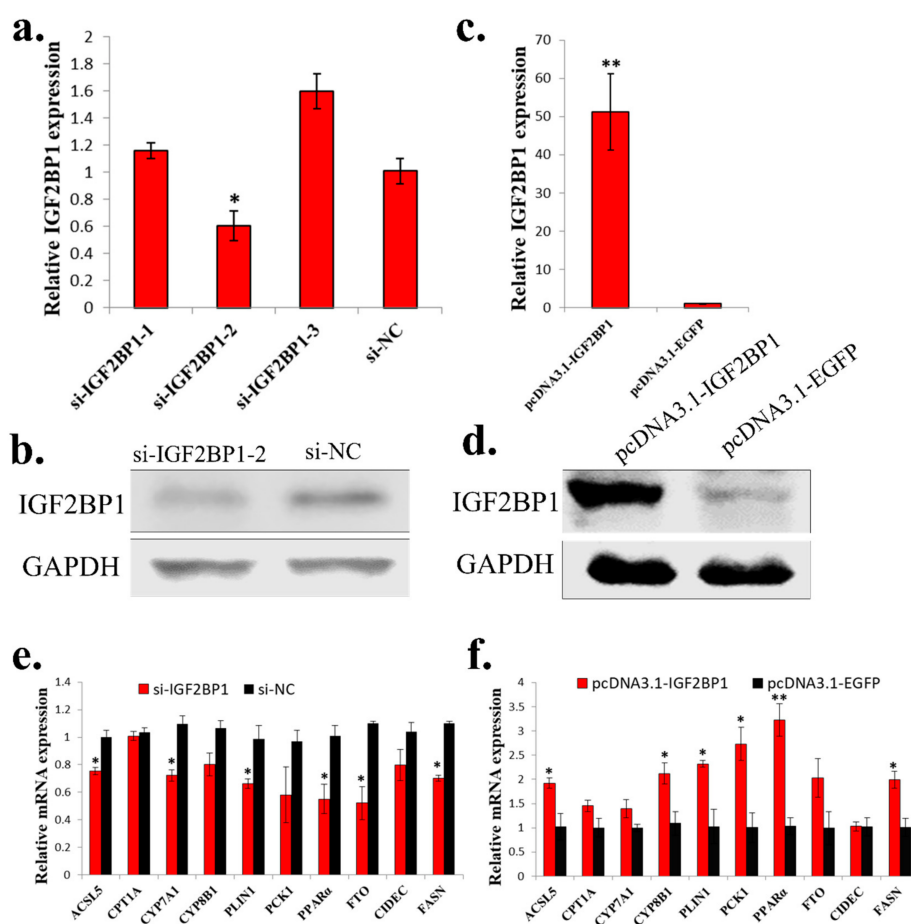 a.
Relative IGF2BP1 expression
2
1.8
1.6
1.4
1.2
1
0.8
0.6
0.4
0.2
0
*
si-IGF2BP1-1
si-IGF2BP1-2
si-IGF2BP1-3
si-NC
c.
Relative IGF2BP1 expression
70
60
50
40
30
20
10
0
**
pcDNA3.1-IGF2BP1
pcDNA3.1-EGFP
b.
si-IGF2BP1-2 si-NC
IGF2BP1
GAPDH
d.
pcDNA3.1-IGF2BP1
pcDNA3.1-EGFP
IGF2BP1
GAPDH
e.
si-IGF2BP1 si-NC
Relative mRNA expression
1.4
1.2
1
0.8
0.6
0.4
0.2
0
* * * * * *
ACSL5
CPT1A
CYP7A1
CYP8B1
PLIN1
PCK1
PPARα
FTO
CIDEC
FASN
f.
pcDNA3.1-IGF2BP1 pcDNA3.1-EGFP
Relative mRNA expression
4
3.5
3
2.5
2
1.5
1
0.5
0
* * * * ** *
ACSL5
CPT1A
CYP7A1
CYP8B1
PLIN1
PCK1
PPARα
FTO
CIDEC
FASN